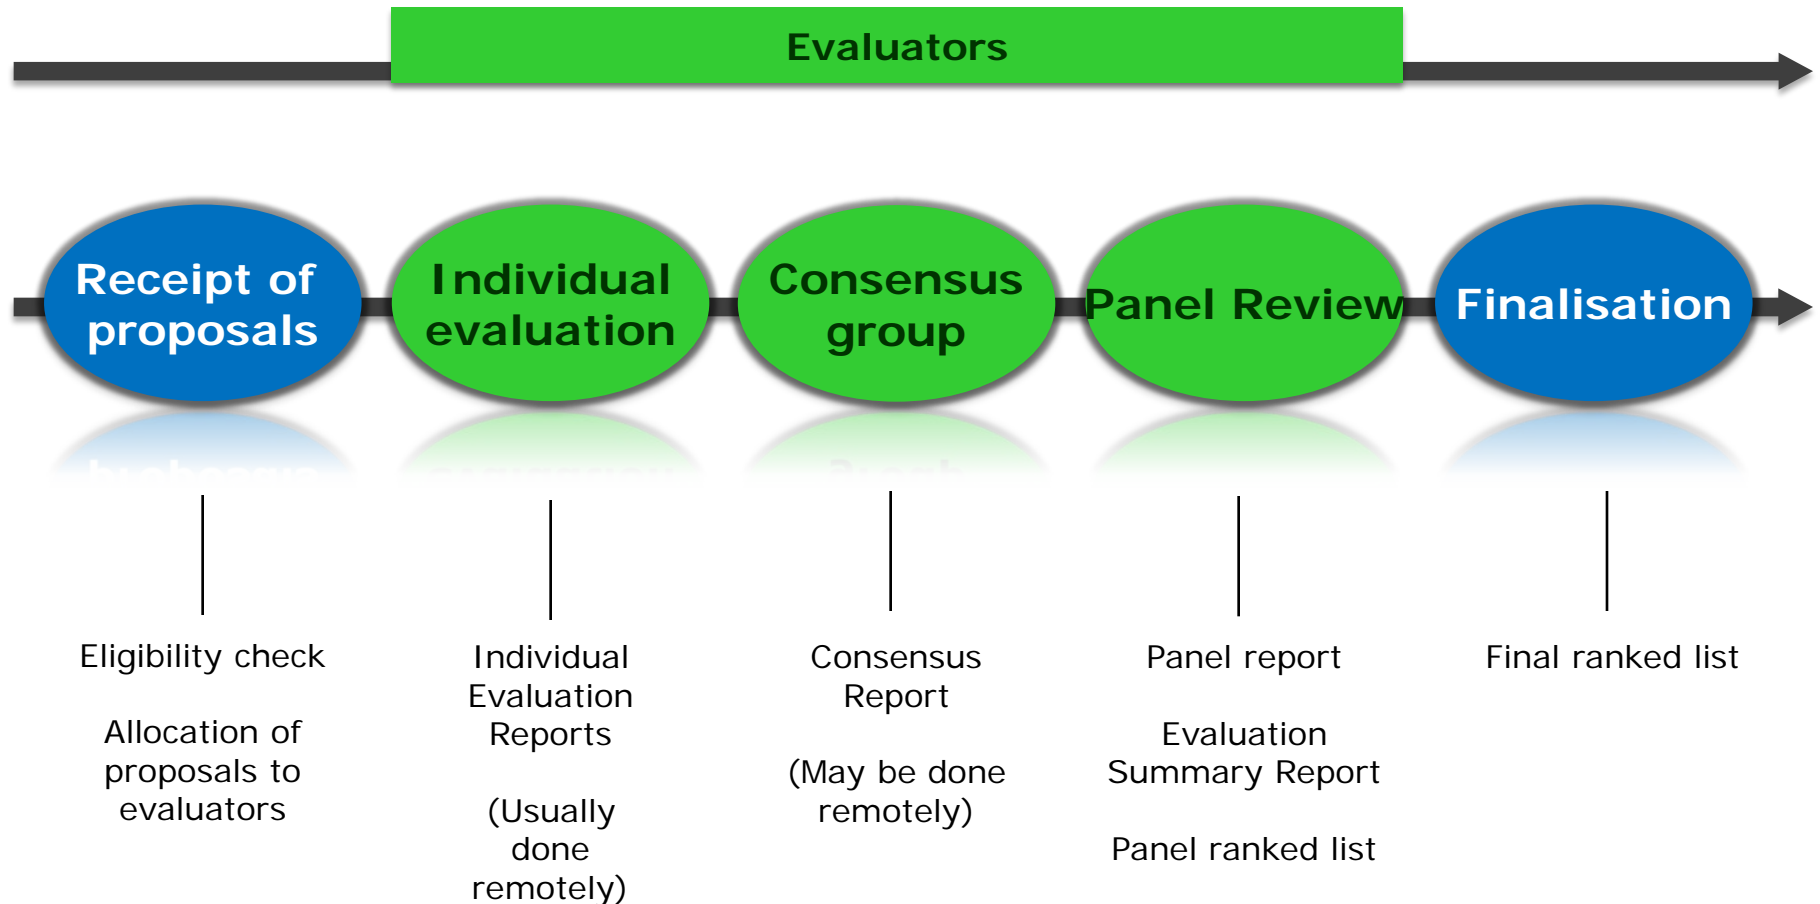 Evaluators
Receipt of
proposals
Individual
evaluation
Consensus
group
Panel Review
Finalisation
Eligibility check
Allocation of
proposals to
evaluators
Individual
Evaluation
Reports
(Usually
done
remotely)
Consensus
Report
(May be done
remotely)
Panel report
Evaluation
Summary Report
Panel ranked list
Final ranked list